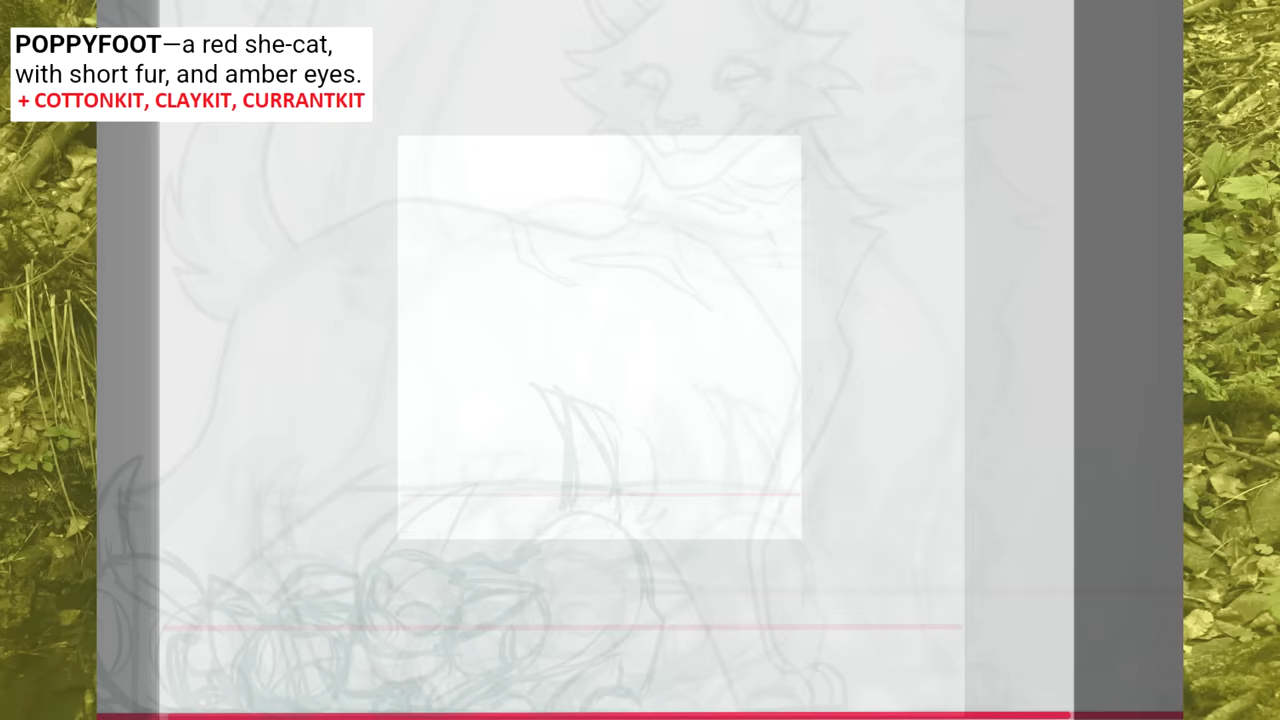 POPPYFOOT—a red she-cat,
with short fur, and amber eyes.
+ COTTONKIT, CLAYKIT, CURRANTKIT